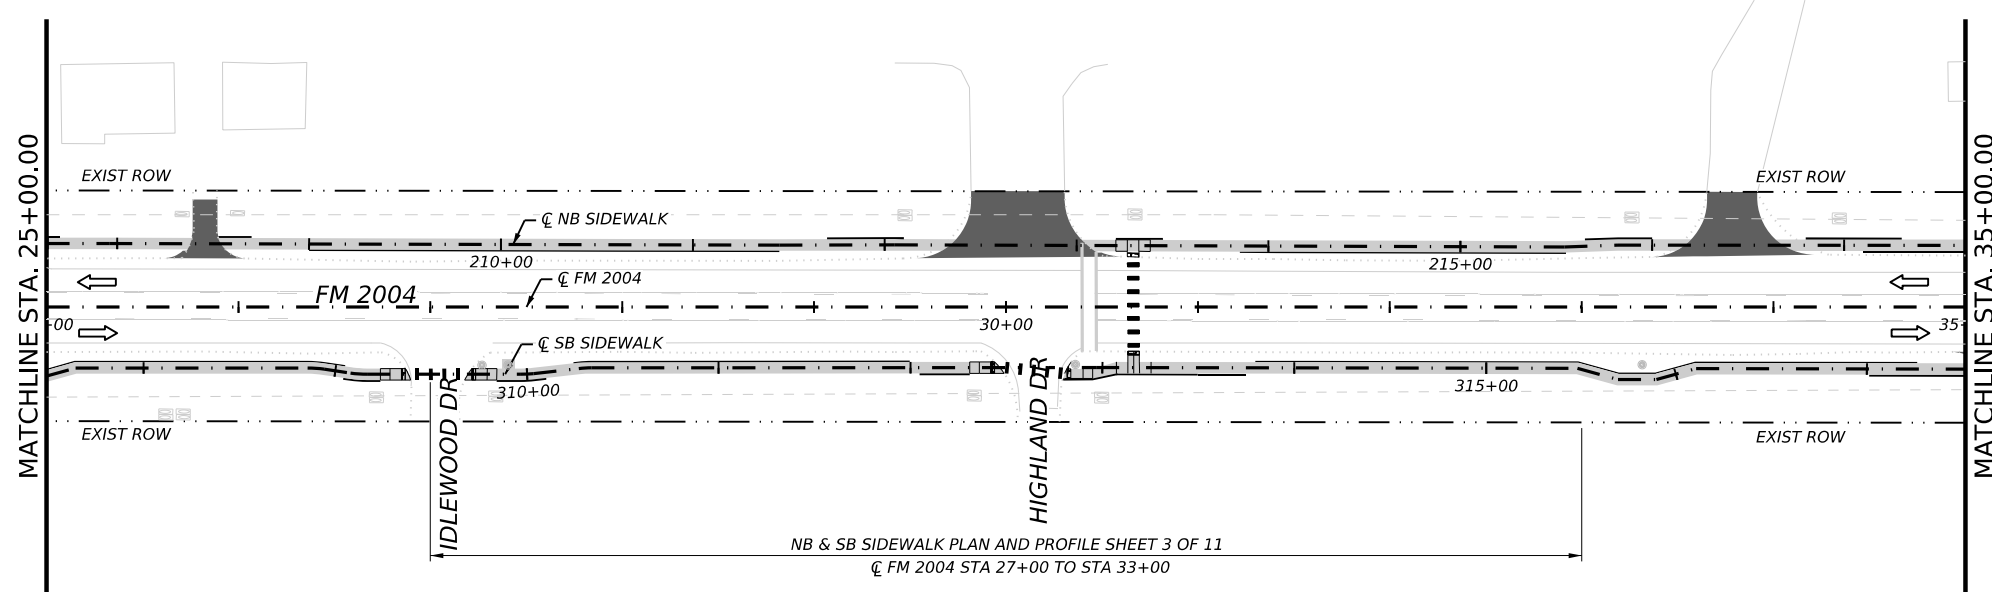 MATCHLINE STA. 25+00.00
MATCHLINE STA. 35+00.00
EXIST ROW
EXIST ROW
℄ NB SIDEWALK
210+00
215+00
℄ FM 2004
FM 2004
-00
30+00
35-
℄ SB SIDEWALK
310+00
315+00
IDLEWOOD DR
HIGHLAND DR
EXIST ROW
EXIST ROW
NB & SB SIDEWALK PLAN AND PROFILE SHEET 3 OF 11
℄ FM 2004 STA 27+00 TO STA 33+00